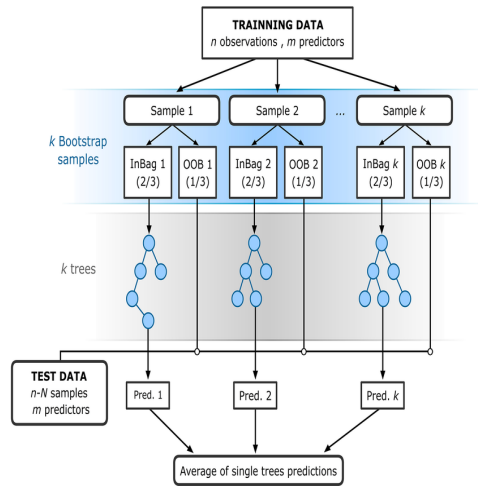 TRAINNING DATA
n observations , m predictors
Sample 1
Sample 2
...
Sample k
k Bootstrap
samples
InBag 1
(2/3)
OOB 1
(1/3)
InBag 2
(2/3)
OOB 2
(1/3)
InBag k
(2/3)
OOB k
(1/3)
k trees
TEST DATA
n-N samples
m predictors
Pred. 1
Pred. 2
Pred. k
Average of single trees predictions